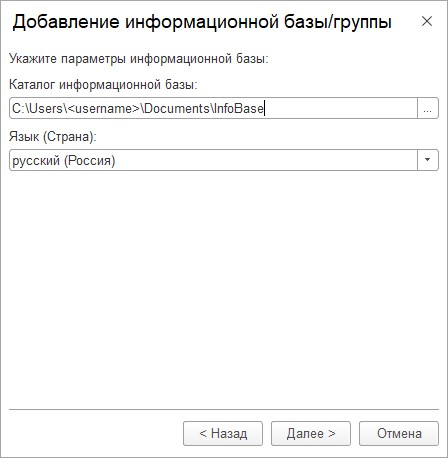 Добавление информационной базы/группы
Укажите параметры информационной базы:
Каталог информационной базы:
C:\Users\<username>\Documents\InfoBase
...
Язык (Страна):
русский (Россия)
< Назад
Далее >
Отмена